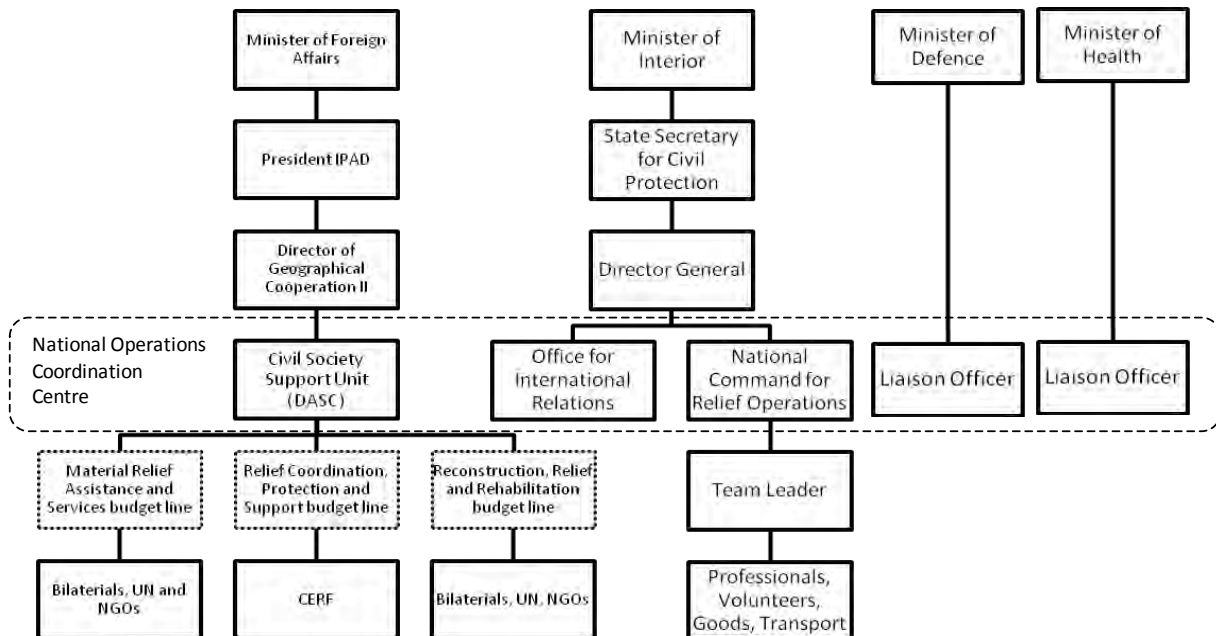 Minister of Foreign
Affairs
Minister of
Interior
Minister of
Defence
Minister of
Health
President IPAD
State Secretary
for Civil
Protection
Director of
Geographical
Cooperation II
Director General
National Operations
Coordination
Centre
Civil Society
Support Unit
(DASC)
Office for
International
Relations
National
Command for
Relief Operations
Liaison Officer
Liaison Officer
Material Relief
Assistance and
Services budget line
Relief Coordination,
Protection and
Support budget line
Reconstruction, Relief
and Rehabilitation
budget line
Team Leader
Bilaterials, UN and
NGOs
CERF
Bilaterials, UN, NGOs
Professionals,
Volunteers,
Goods, Transport